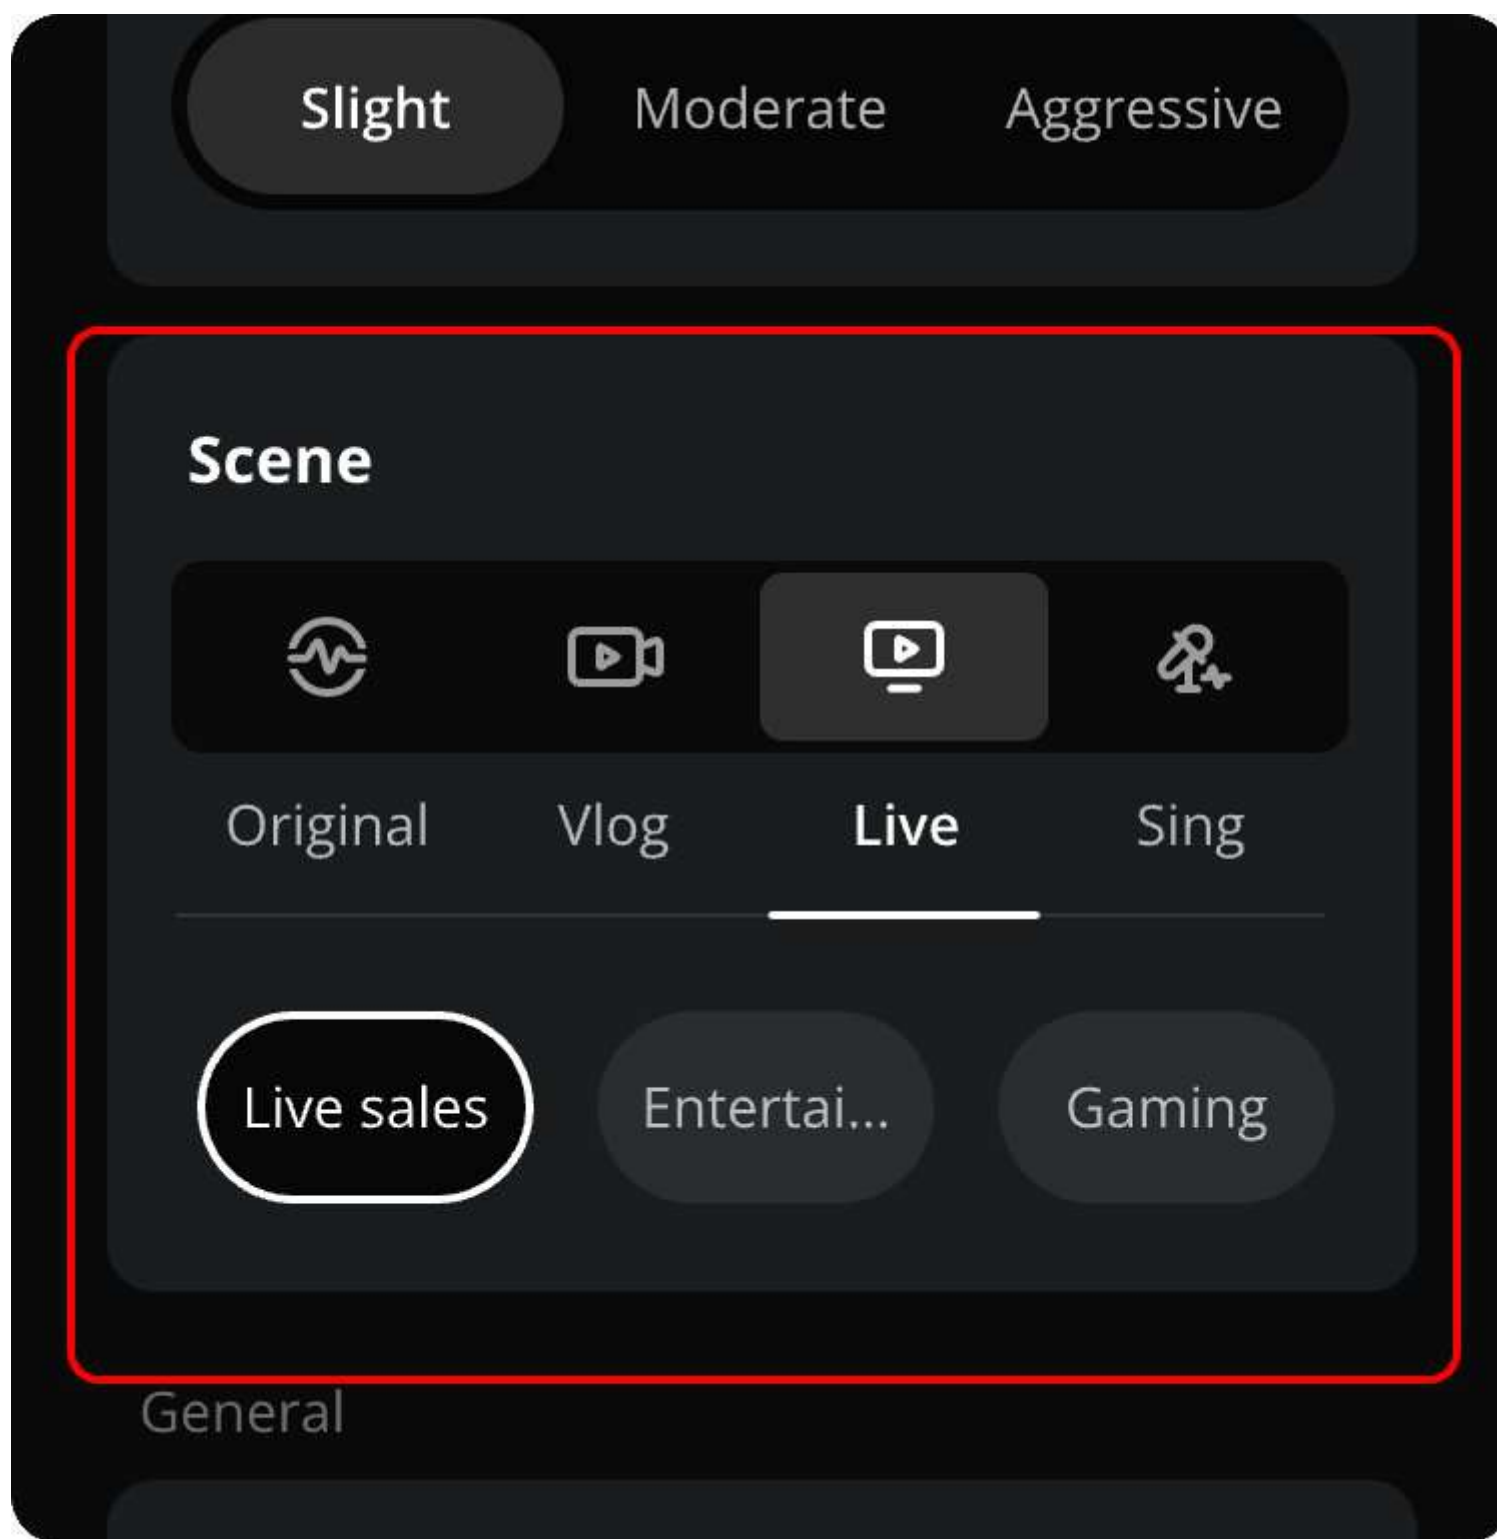 Slight Moderate Aggressive
Scene
Original Vlog Live Sing
Live sales Entertai... Gaming
General